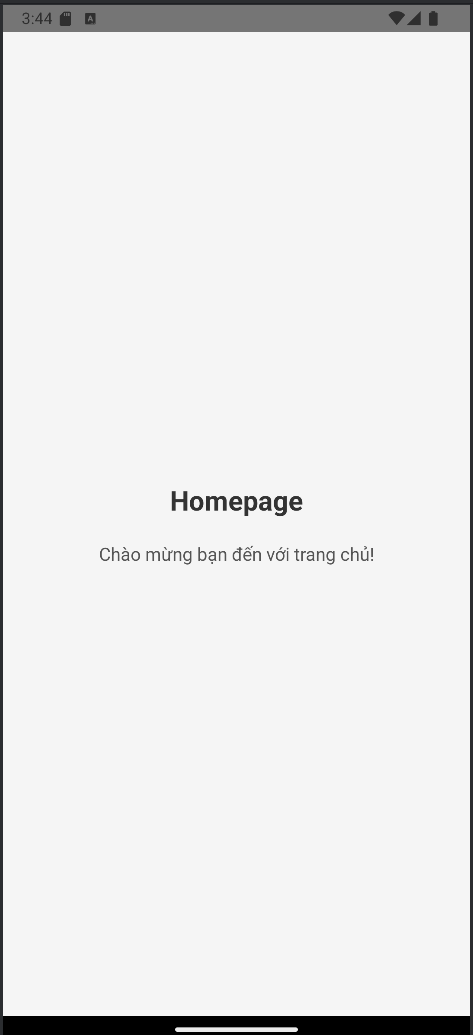 3:44
Homepage
Chào mừng bạn đến với trang chủ!